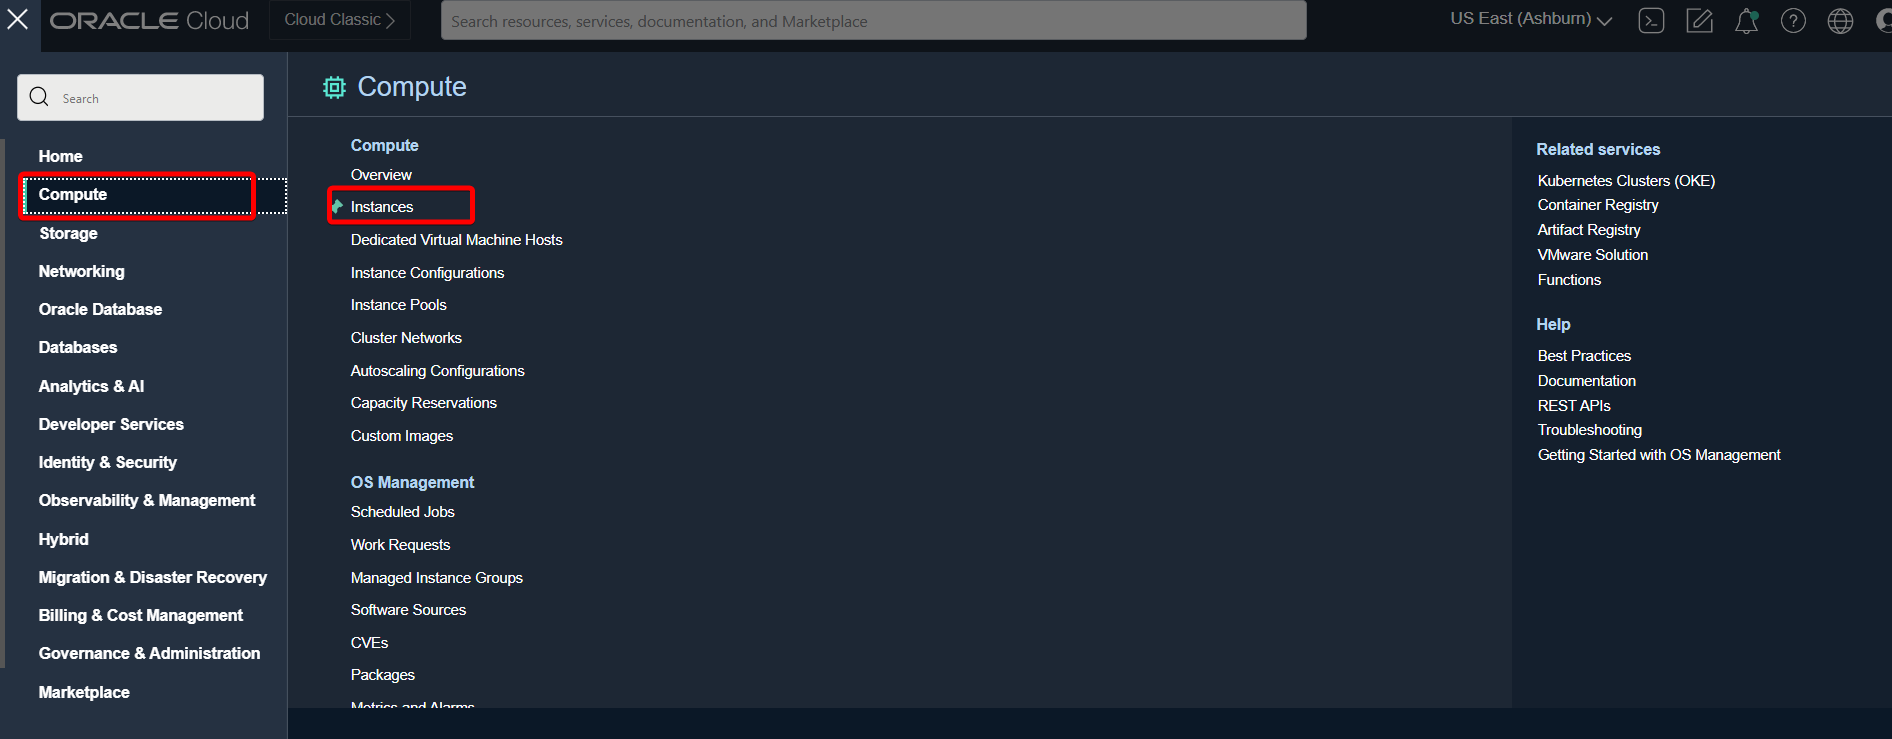 ORACLE Cloud
Cloud Classic
Search resources, services, documentation, and Marketplace
US East (Ashburn)
Search
Home
Compute
Storage
Networking
Oracle Database
Databases
Analytics & AI
Developer Services
Identity & Security
Observability & Management
Hybrid
Migration & Disaster Recovery
Billing & Cost Management
Governance & Administration
Marketplace
Compute
Compute
Overview
Instances
Dedicated Virtual Machine Hosts
Instance Configurations
Instance Pools
Cluster Networks
Autoscaling Configurations
Capacity Reservations
Custom Images
OS Management
Scheduled Jobs
Work Requests
Managed Instance Groups
Software Sources
CVEs
Packages
Metrics and Alarms
Related services
Kubernetes Clusters (OKE)
Container Registry
Artifact Registry
VMware Solution
Functions
Help
Best Practices
Documentation
REST APIs
Troubleshooting
Getting Started with OS Management